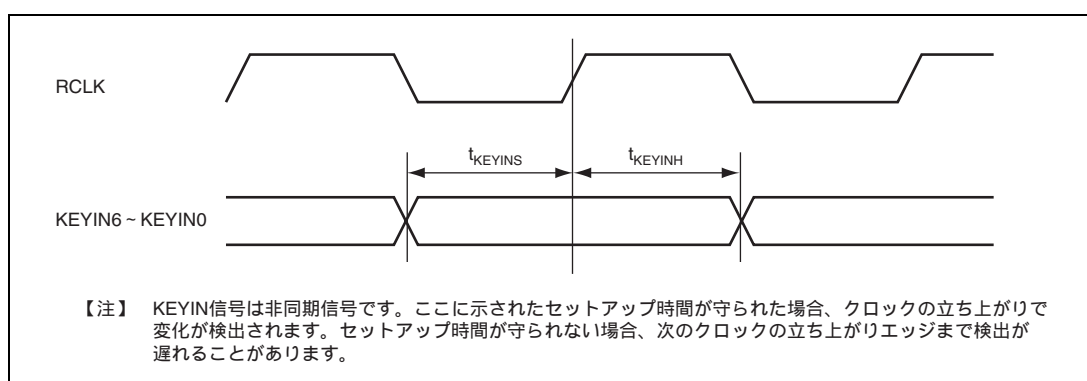 RCLK
tKEYINS tKEYINH
KEYIN6 ~ KEYIN0
【注】 KEYIN信号は非同期信号です。ここに示されたセットアップ時間が守られた場合、クロックの立ち上がりで
変化が検出されます。セットアップ時間が守られない場合、次のクロックの立ち上がりエッジまで検出が
遅れることがあります。